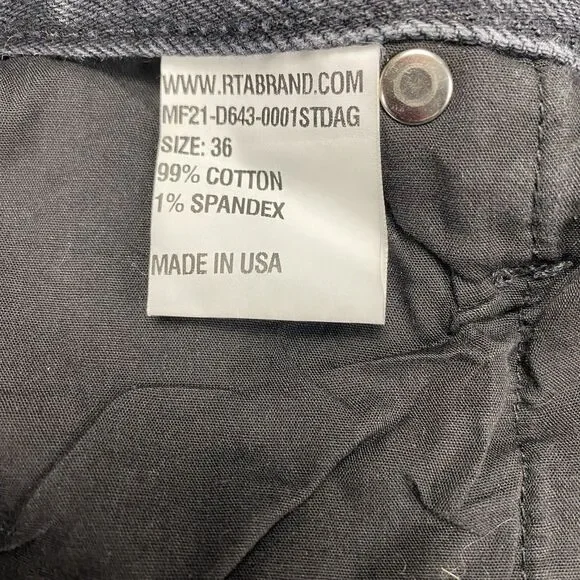 WWW.RTABRAND.COM
MF21-D643-0001STDAG
SIZE: 36
99% COTTON
1% SPANDEX
MADE IN USA